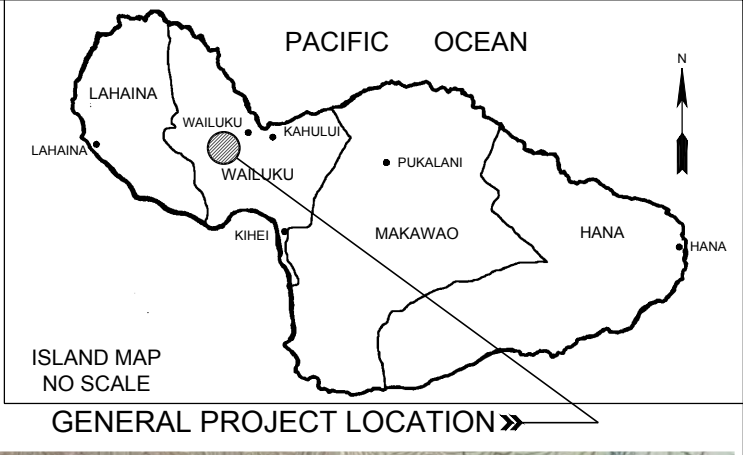 PACIFIC OCEAN
N
LAHAINA
WAILUKU
KAHULUI
LAHAINA
WAILUKU
PUKALANI
KIHEI
MAKAWAO
HANA
HANA
ISLAND MAP
NO SCALE
GENERAL PROJECT LOCATION